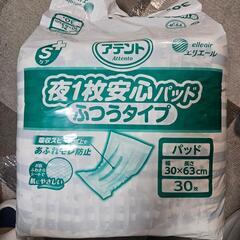 S
ケア
アテント
Attento
elleair
エリエール
夜1枚安心パッド
ふつうタイプ
吸収スピード
あふれモレ防止
肌にやさしい
パッド
幅 長さ
30×63cm
30枚